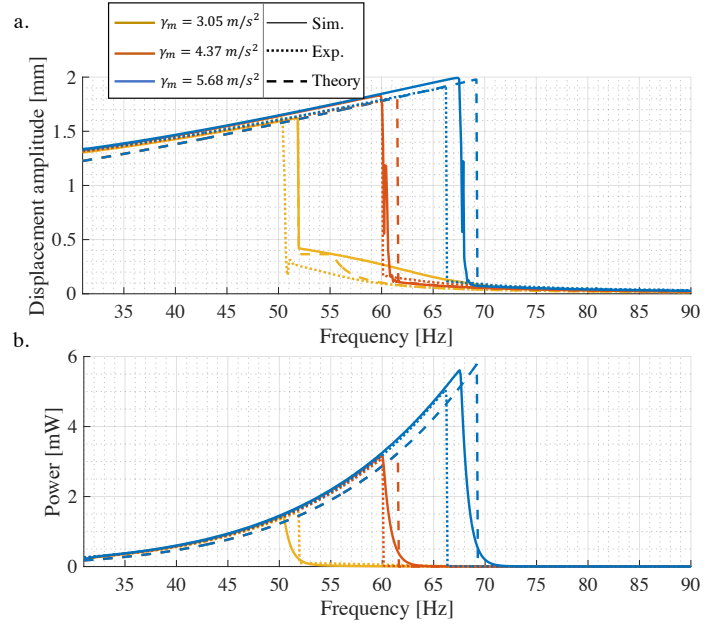 a.
γₘ = 3.05 m/s² Sim.
γₘ = 4.37 m/s² Exp.
γₘ = 5.68 m/s² Theory
Displacement amplitude [mm]
2
1.5
1
0.5
0
35 40 45 50 55 60 65 70 75 80 85 90
Frequency [Hz]
b.
Power [mW]
6
4
2
0
35 40 45 50 55 60 65 70 75 80 85 90
Frequency [Hz]